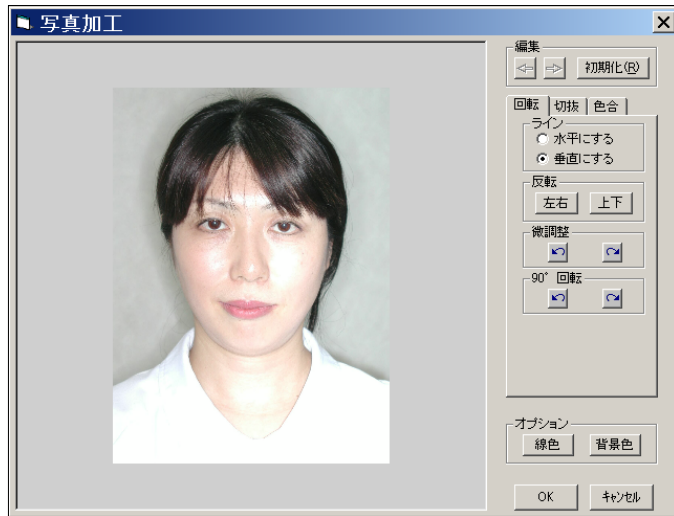 写真加工
編集
初期化(R)
回転 切抜 色合
ライン
水平にする
垂直にする
反転
左右 上下
微調整
90° 回転
オプション
線色 背景色
OK ｷｬﾝｾﾙ